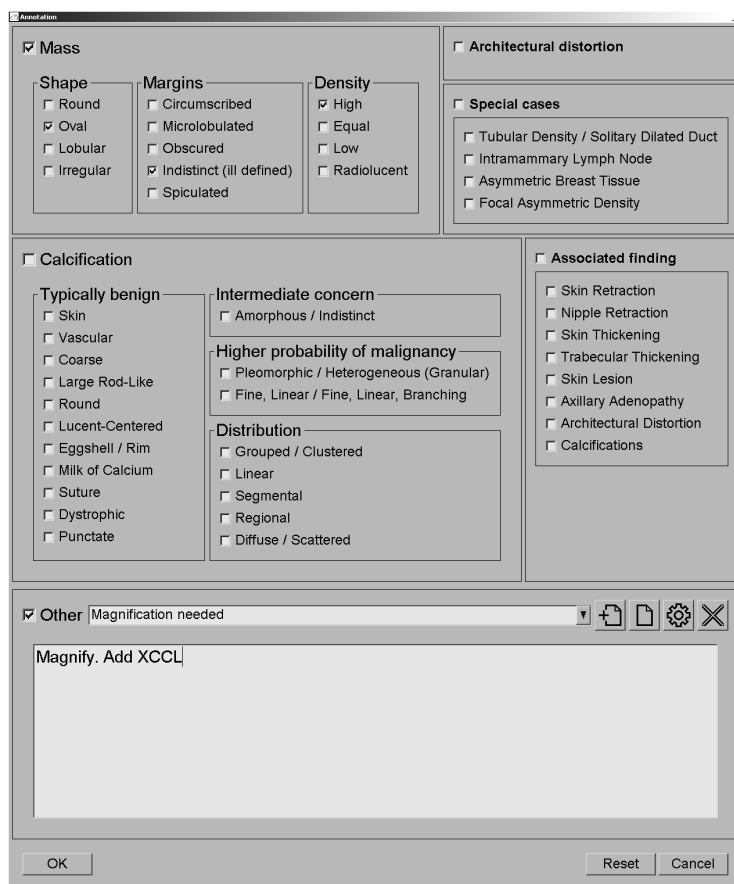 Annotation
Mass
Shape
Round
Oval
Lobular
Irregular
Margins
Circumscribed
Microlobulated
Obscured
Indistinct (ill defined)
Spiculated
Density
High
Equal
Low
Radiolucent
Architectural distortion
Special cases
Tubular Density / Solitary Dilated Duct
Intramammary Lymph Node
Asymmetric Breast Tissue
Focal Asymmetric Density
Calcification
Typically benign
Skin
Vascular
Coarse
Large Rod-Like
Round
Lucent-Centered
Eggshell / Rim
Milk of Calcium
Suture
Dystrophic
Punctate
Intermediate concern
Amorphous / Indistinct
Higher probability of malignancy
Pleomorphic / Heterogeneous (Granular)
Fine, Linear / Fine, Linear, Branching
Distribution
Grouped / Clustered
Linear
Segmental
Regional
Diffuse / Scattered
Associated finding
Skin Retraction
Nipple Retraction
Skin Thickening
Trabecular Thickening
Skin Lesion
Axillary Adenopathy
Architectural Distortion
Calcifications
Other Magnification needed
Magnify. Add XCCL
OK Reset Cancel